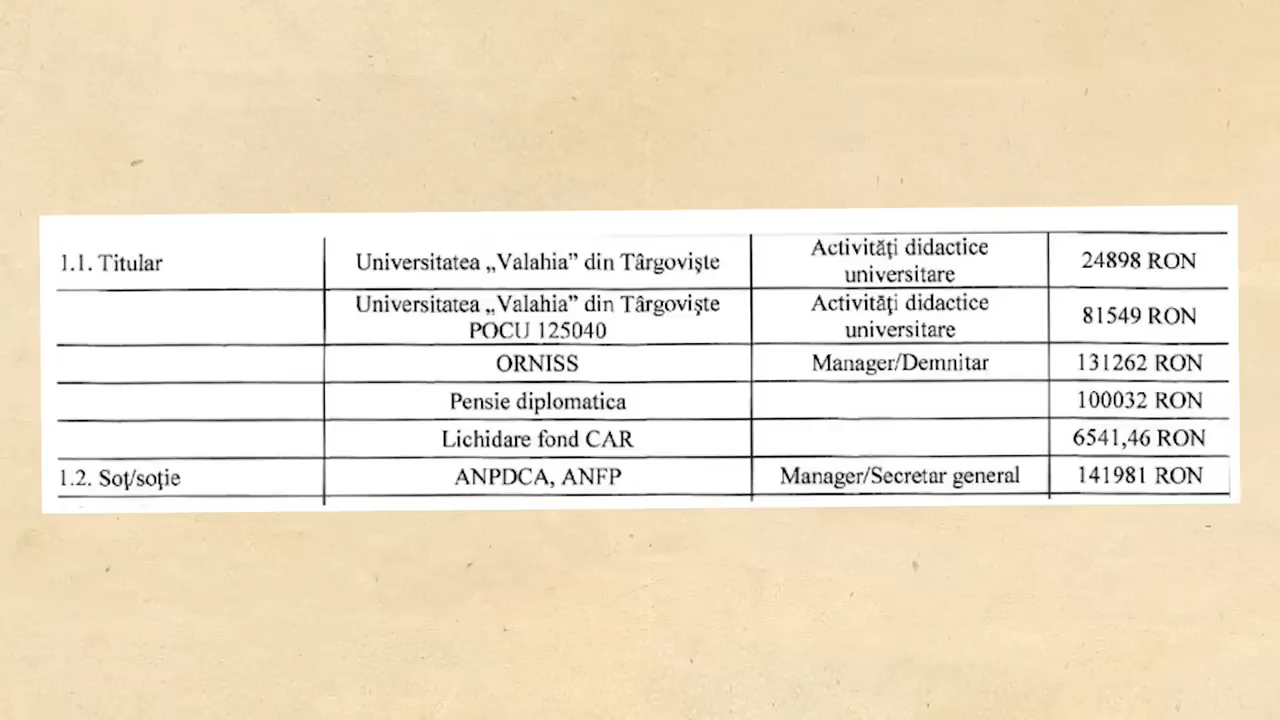 1.1. Titular
Universitatea „Valahia” din Târgovişte
Activităţi didactice
universitare
24898 RON
Universitatea „Valahia” din Târgovişte
POCU 125040
Activităţi didactice
universitare
81549 RON
ORNISS
Manager/Demnitar
131262 RON
Pensie diplomatica
100032 RON
Lichidare fond CAR
6541,46 RON
1.2. Soţ/soţie
ANPDCA, ANFP
Manager/Secretar general
141981 RON